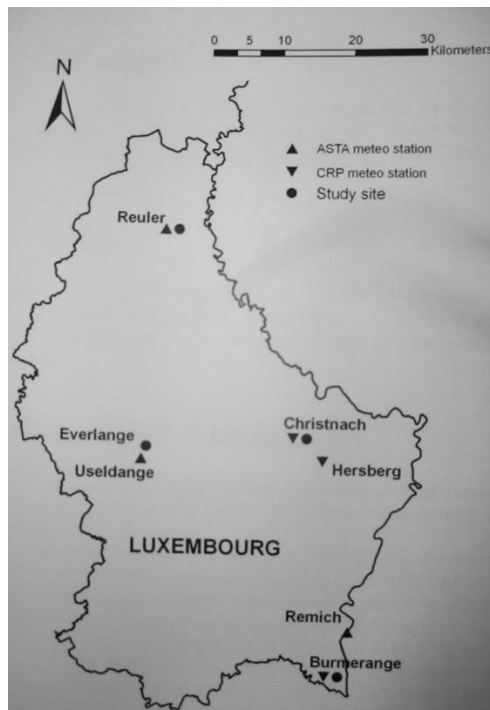 0 5 10 20 30
Kilometers
N
ASTA meteo station
CRP meteo station
Study site
Reuler
Everlange
Useldange
Christnach
Hersberg
LUXEMBOURG
Remich
Burmerange